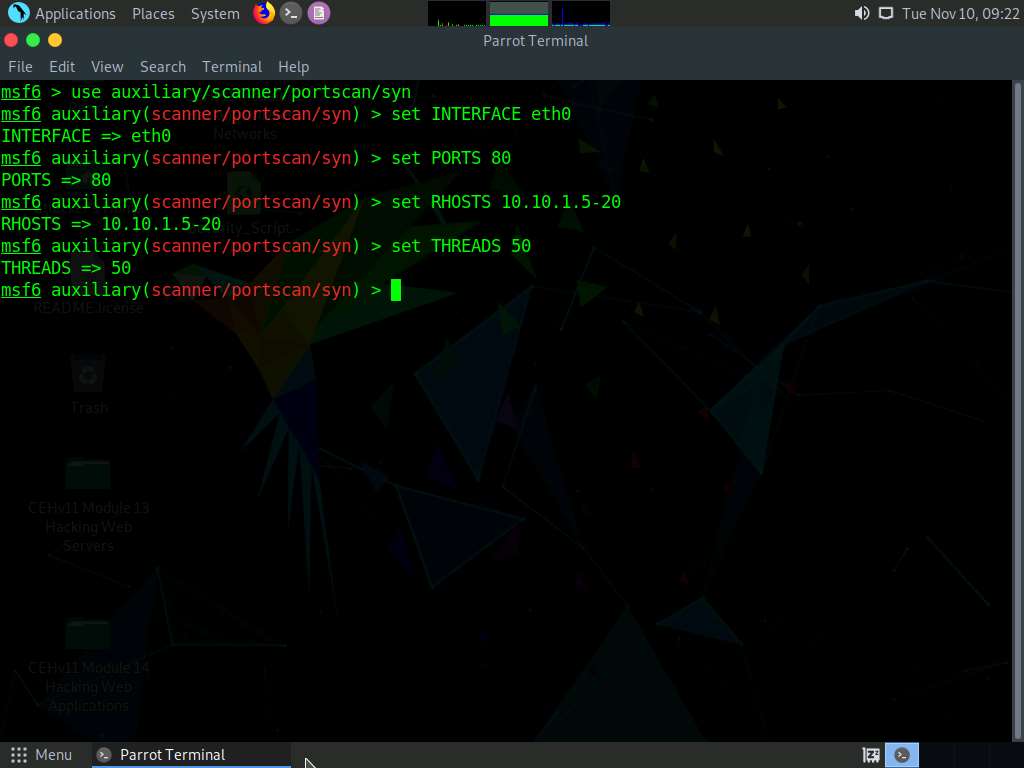 Applications Places System Tue Nov 10, 09:22
Parrot Terminal
File Edit View Search Terminal Help
msf6 > use auxiliary/scanner/portscan/syn
msf6 auxiliary(scanner/portscan/syn) > set INTERFACE eth0
INTERFACE => eth0
Networks
msf6 auxiliary(scanner/portscan/syn) > set PORTS 80
PORTS => 80
msf6 auxiliary(scanner/portscan/syn) > set RHOSTS 10.10.1.5-20
RHOSTS => 10.10.1.5-20
msf6 auxiliary(scanner/portscan/syn) > set THREADS 50
THREADS => 50
msf6 auxiliary(scanner/portscan/syn) >
README.license
Trash
CEHv11 Module 13
Hacking Web
Servers
CEHv11 Module 14
Hacking Web
Applications
Menu Parrot Terminal